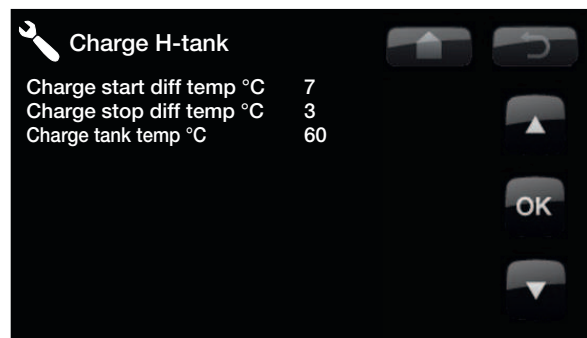 Charge H-tank
Charge start diff temp °C 7
Charge stop diff temp °C 3
Charge tank temp °C 60
OK